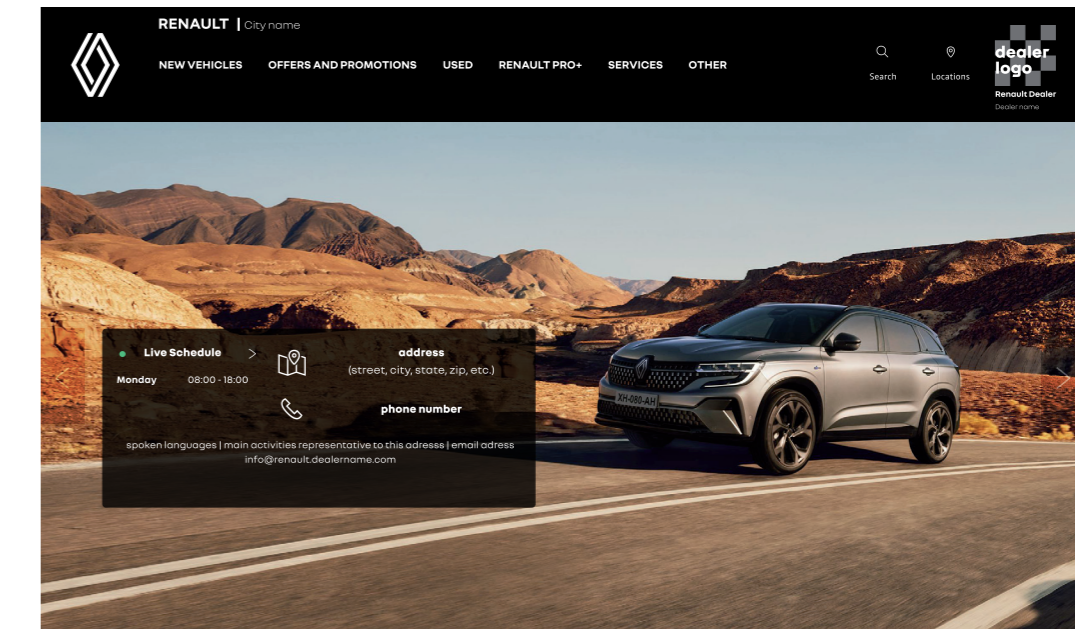 RENAULT | City name
NEW VEHICLES OFFERS AND PROMOTIONS USED RENAULT PRO+ SERVICES OTHER
Search
Locations
dealer
logo
Renault Dealer
Dealer name
Live Schedule >
Monday 08:00 - 18:00
address
(street, city, state, zip, etc.)
phone number
spoken languages | main activities representative to this adresss | email adress
info@renault.dealername.com
XH-080-AH